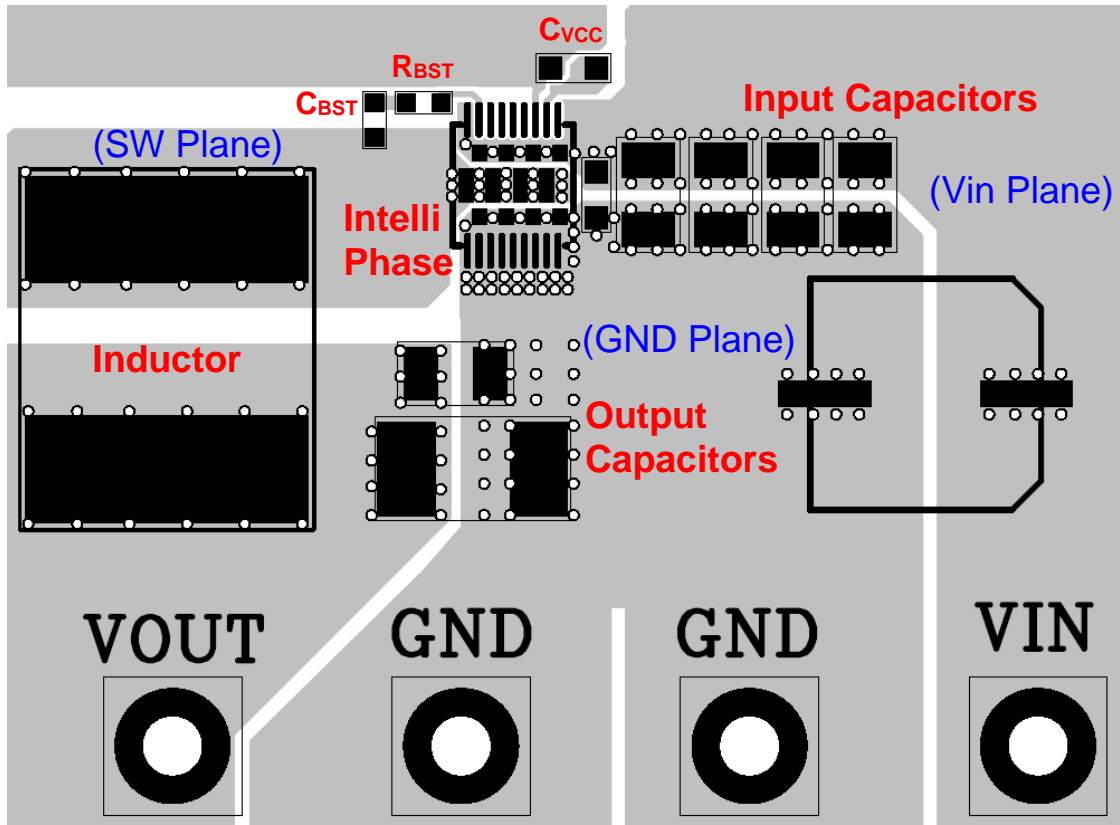 CVCC
RBST
CBST
Input Capacitors
(SW Plane)
(Vin Plane)
Intelli
Phase
(GND Plane)
Inductor
Output
Capacitors
VOUT
GND
GND
VIN